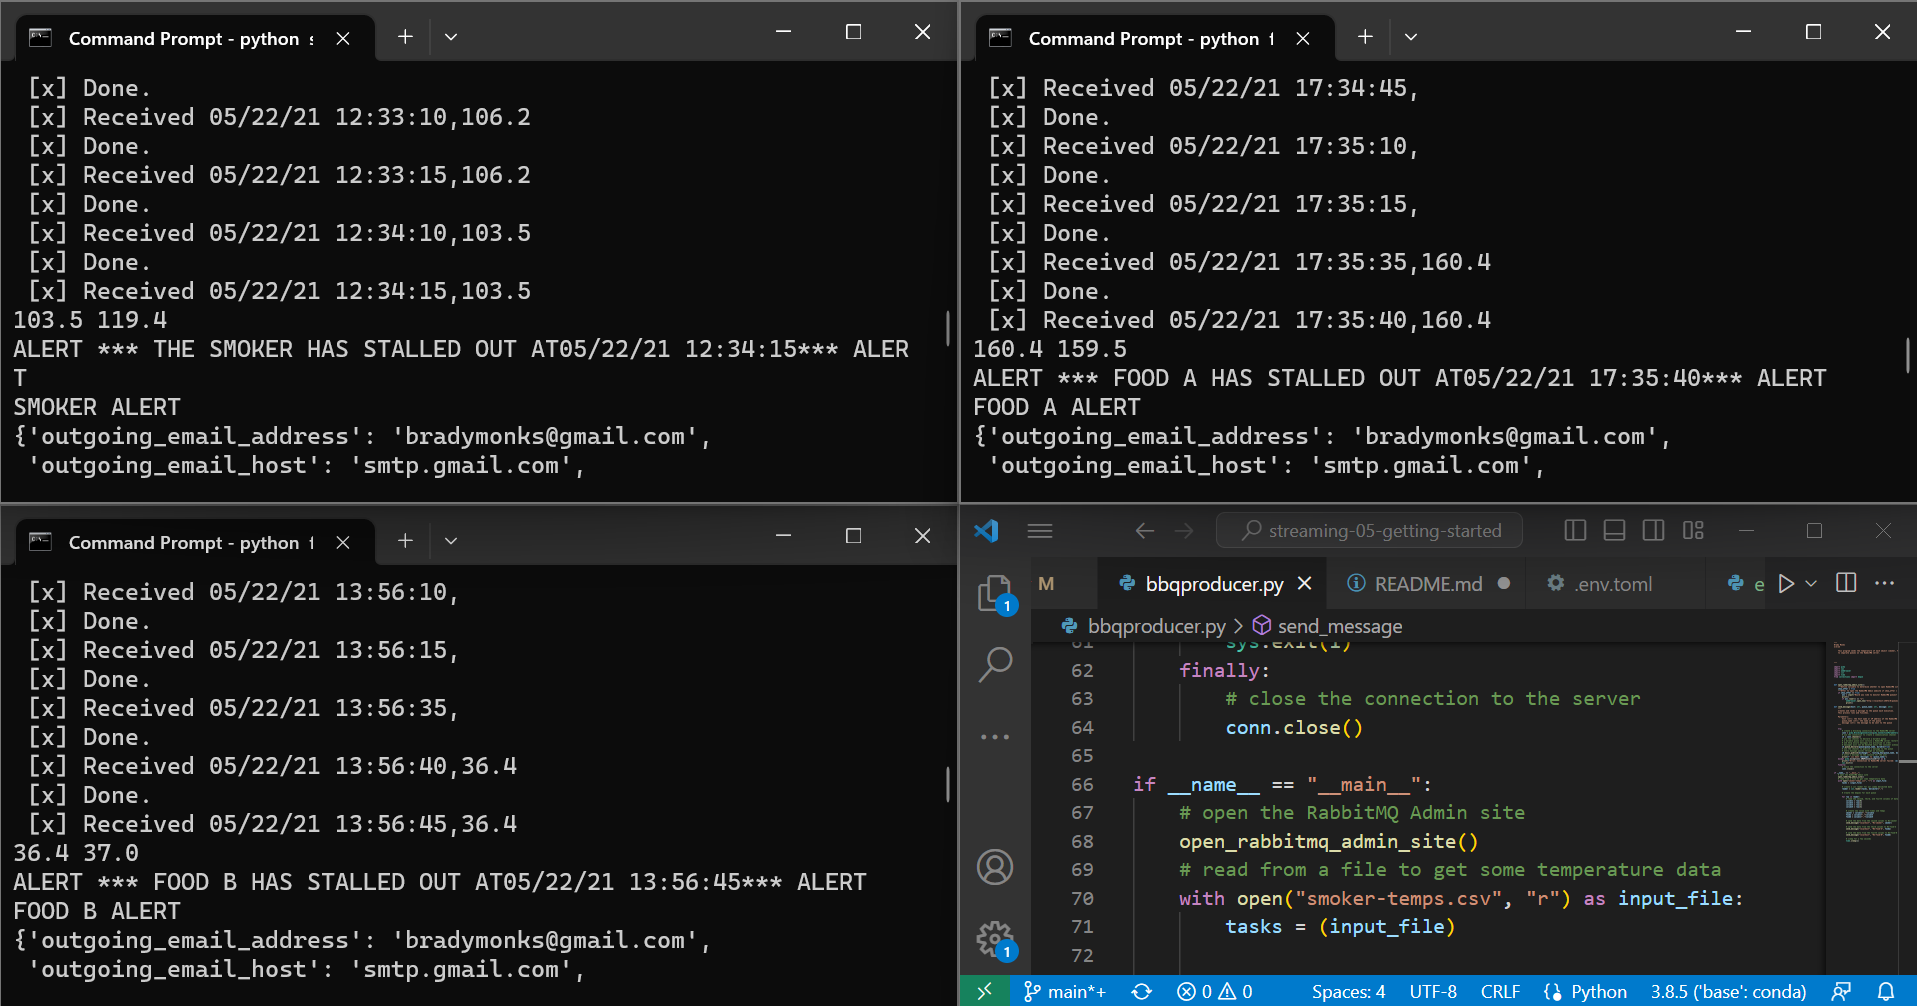 Command Prompt - python
[x] Done.
[x] Received 05/22/21 12:33:10,106.2
[x] Done.
[x] Received 05/22/21 12:33:15,106.2
[x] Done.
[x] Received 05/22/21 12:34:10,103.5
[x] Done.
[x] Received 05/22/21 12:34:15,103.5
103.5 119.4
ALERT *** THE SMOKER HAS STALLED OUT AT05/22/21 12:34:15*** ALER
T
SMOKER ALERT
{'outgoing_email_address': 'bradymonks@gmail.com',
'outgoing_email_host': 'smtp.gmail.com',
Command Prompt - python
[x] Received 05/22/21 17:34:45,
[x] Done.
[x] Received 05/22/21 17:35:10,
[x] Done.
[x] Received 05/22/21 17:35:15,
[x] Done.
[x] Received 05/22/21 17:35:35,160.4
[x] Done.
[x] Received 05/22/21 17:35:40,160.4
160.4 159.5
ALERT *** FOOD A HAS STALLED OUT AT05/22/21 17:35:40*** ALERT
FOOD A ALERT
{'outgoing_email_address': 'bradymonks@gmail.com',
'outgoing_email_host': 'smtp.gmail.com',
Command Prompt - python
[x] Received 05/22/21 13:56:10,
[x] Done.
[x] Received 05/22/21 13:56:15,
[x] Done.
[x] Received 05/22/21 13:56:35,
[x] Done.
[x] Received 05/22/21 13:56:40,36.4
[x] Done.
[x] Received 05/22/21 13:56:45,36.4
36.4 37.0
ALERT *** FOOD B HAS STALLED OUT AT05/22/21 13:56:45*** ALERT
FOOD B ALERT
{'outgoing_email_address': 'bradymonks@gmail.com',
'outgoing_email_host': 'smtp.gmail.com',
streaming-05-getting-started
M bbqproducer.py README.md .env.toml e
bbqproducer.py > send_message
61 sys.exit(1)
62 finally:
63 # close the connection to the server
64 conn.close()
65
66 if __name__ == "__main__":
67 # open the RabbitMQ Admin site
68 open_rabbitmq_admin_site()
69 # read from a file to get some temperature data
70 with open("smoker-temps.csv", "r") as input_file:
71 tasks = (input_file)
72
1
1
main*+ 0 0 Spaces: 4 UTF-8 CRLF Python 3.8.5 ('base': conda)